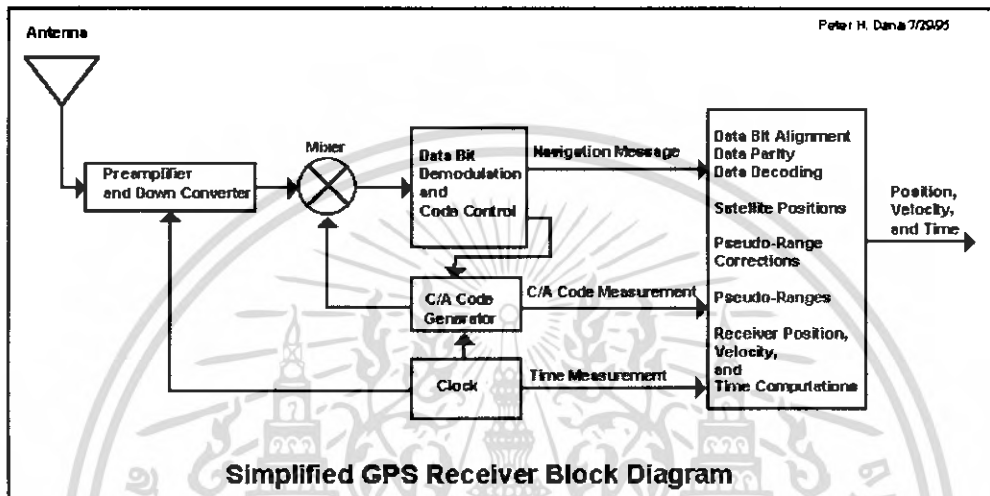 Peter H. Dana 7/29/95
Antenna
Preamplifier
and Down Converter
Mixer
Data Bit
Demodulation
and
Code Control
Navigation Message
C/A Code
Generator
C/A Code Measurement
Clock
Time Measurement
Data Bit Alignment
Data Parity
Data Decoding
Satellite Positions
Pseudo-Range
Corrections
Pseudo-Ranges
Receiver Position,
Velocity,
and
Time Computations
Position,
Velocity,
and Time
Simplified GPS Receiver Block Diagram